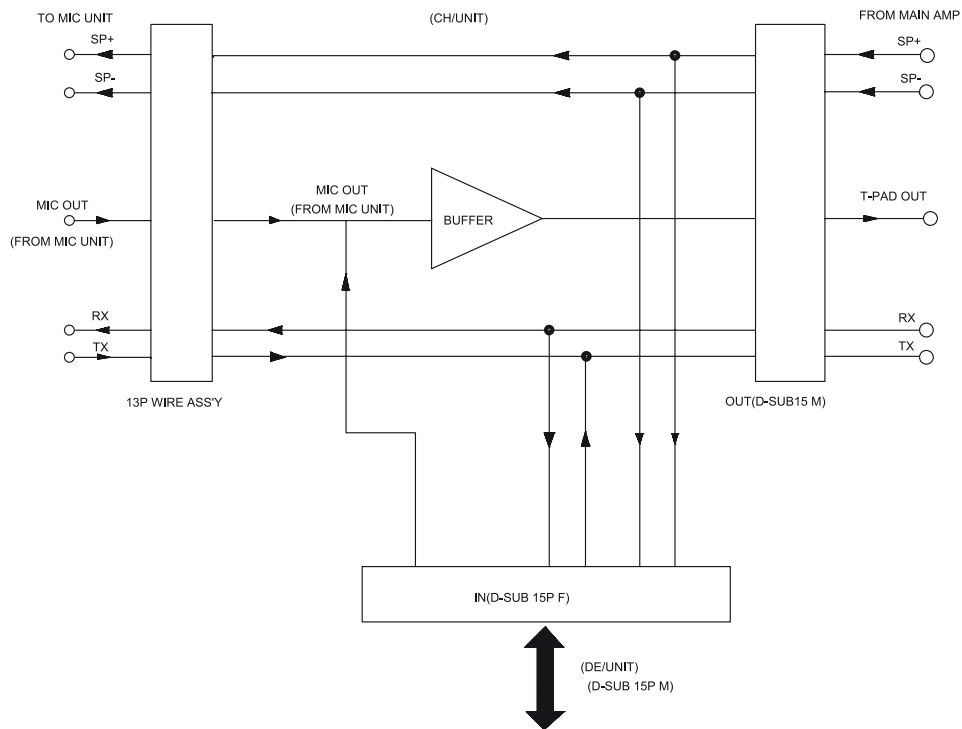 TO MIC UNIT
(CH/UNIT)
FROM MAIN AMP
SP+
SP+
SP-
SP-
MIC OUT
(FROM MIC UNIT)
MIC OUT
(FROM MIC UNIT)
BUFFER
T-PAD OUT
RX
RX
TX
TX
13P WIRE ASS'Y
OUT(D-SUB15 M)
IN(D-SUB 15P F)
(DE/UNIT)
(D-SUB 15P M)